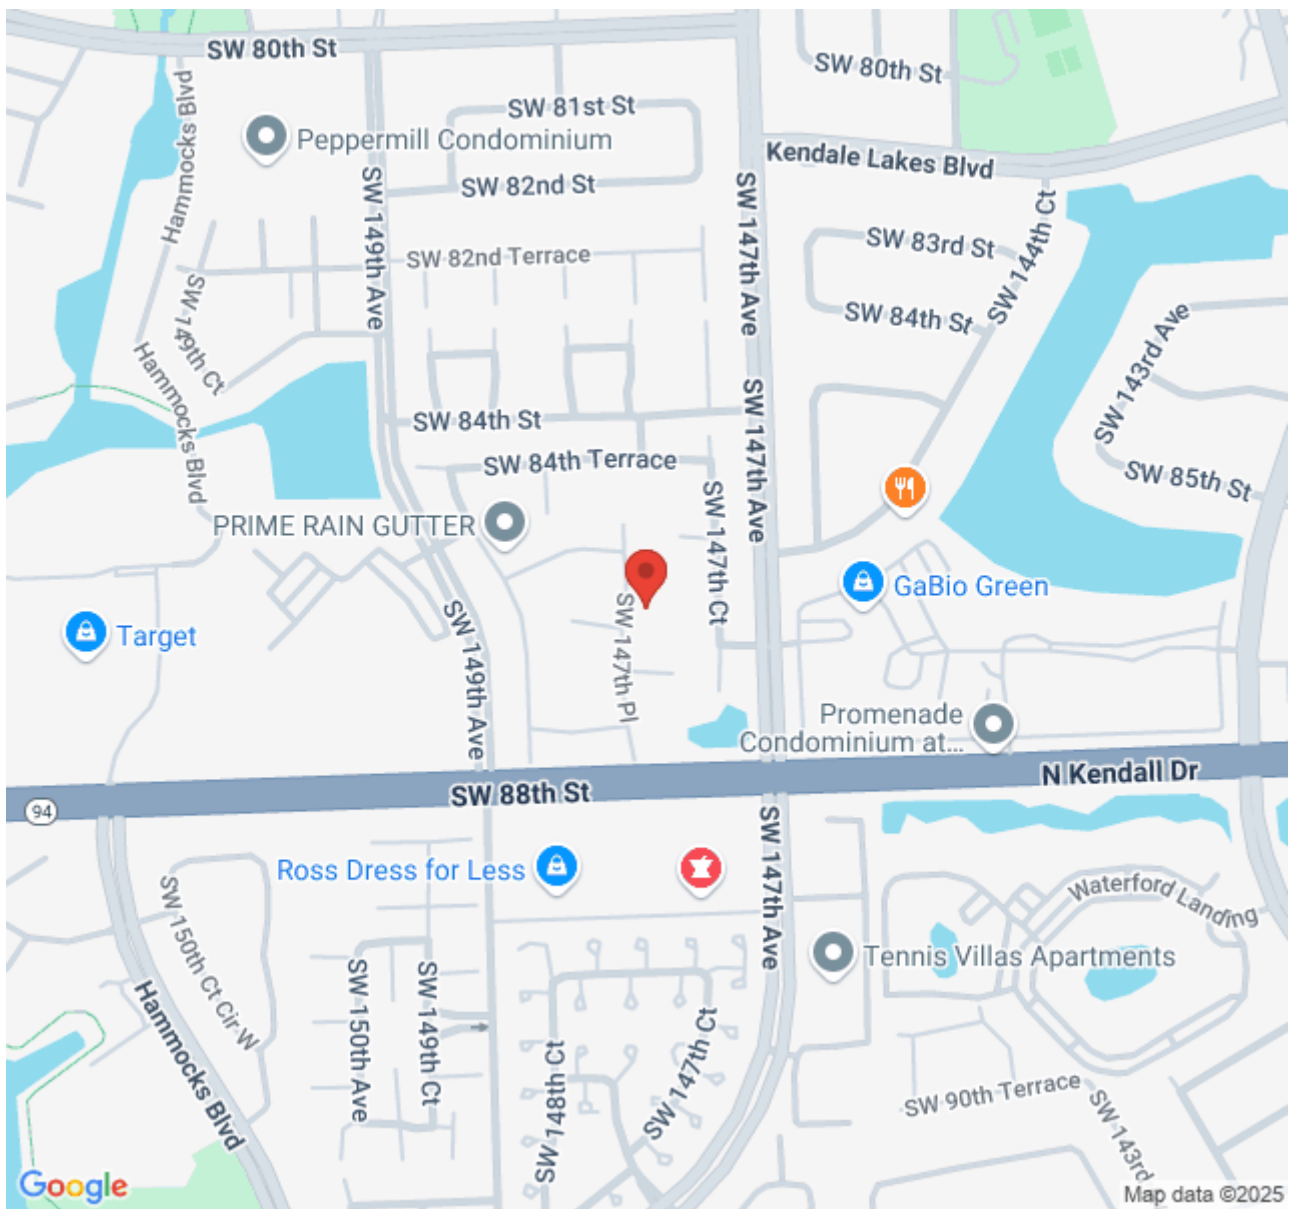 SW 80th St
SW 80th St
Hammocks Blvd
SW 81st St
Peppermill Condominium
Kendale Lakes Blvd
SW 82nd St
SW 149th Ave
SW 147th Ave
SW 144th Ct
SW 83rd St
SW 82nd Terrace
SW 149th Ct
SW 84th St
SW 143rd Ave
Hammocks Blvd
SW 147th Ave
SW 84th St
SW 84th Terrace
SW 85th St
SW 147th Ct
PRIME RAIN GUTTER
GaBio Green
Target
SW 149th Ave
SW 147th Pl
Promenade
Condominium at...
N Kendall Dr
SW 88th St
94
SW 147th Ave
Ross Dress for Less
SW 150th Ct Cir W
Waterford Landing
Tennis Villas Apartments
SW 150th Ave
SW 149th Ct
Hammocks Blvd
SW 148th Ct
SW 147th Ct
SW 90th Terrace
SW 143rd
Google
Map data ©2025